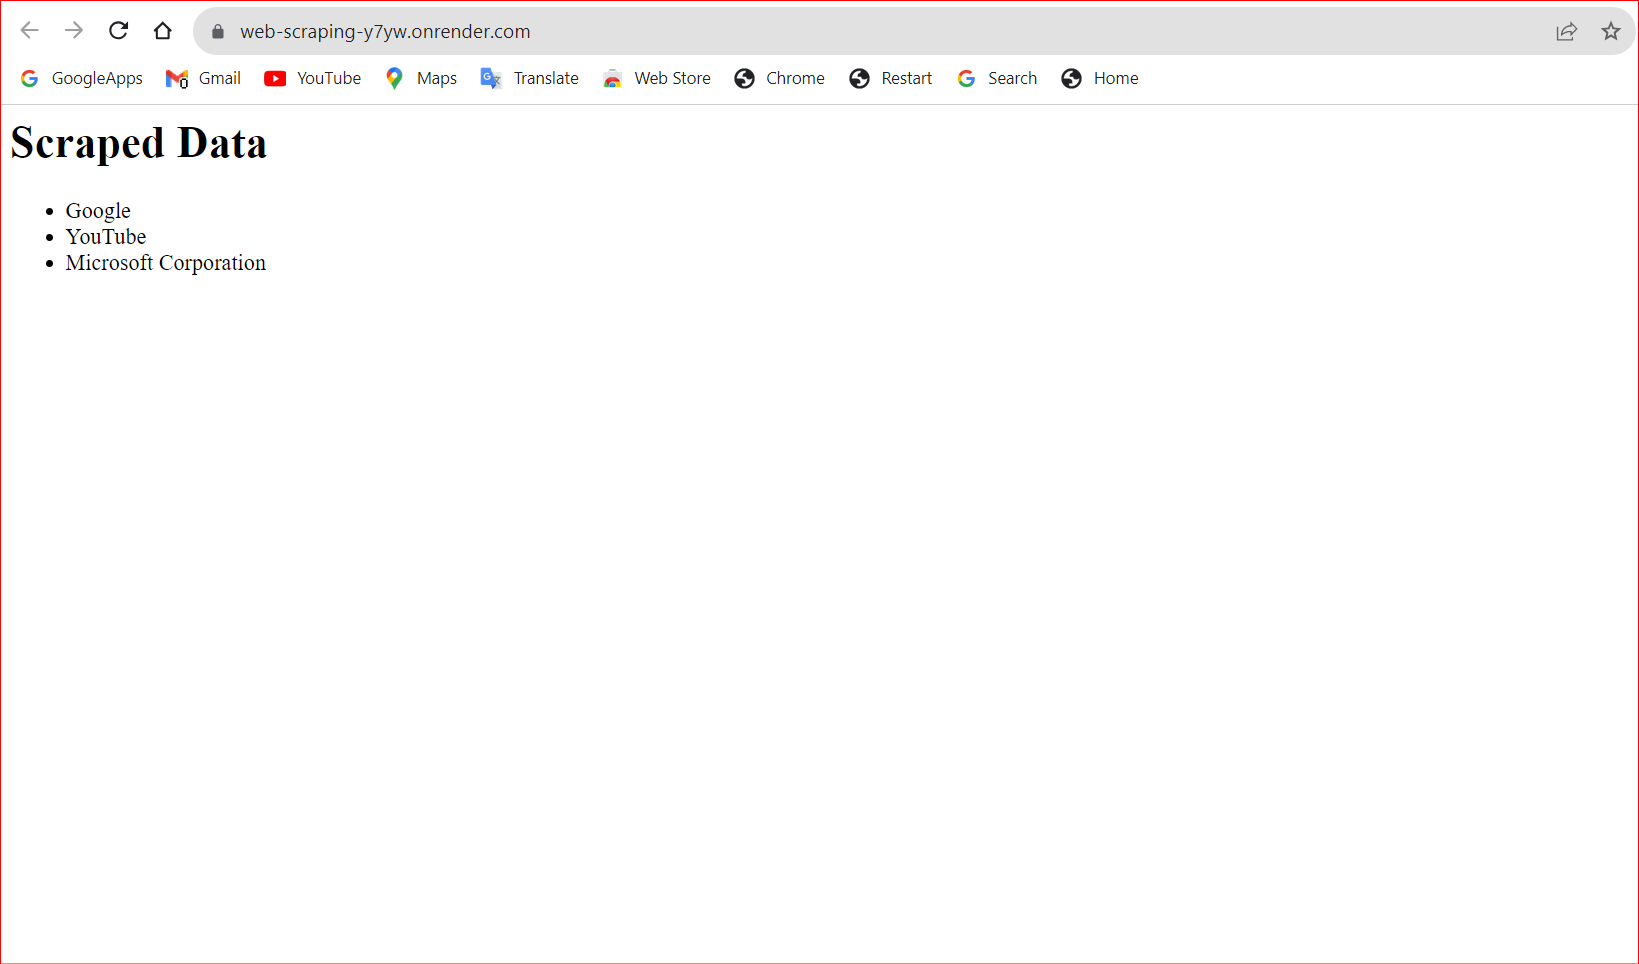 web-scraping-y7yw.onrender.com
GoogleApps Gmail YouTube Maps Translate Web Store Chrome Restart Search Home
Scraped Data
Google
YouTube
Microsoft Corporation